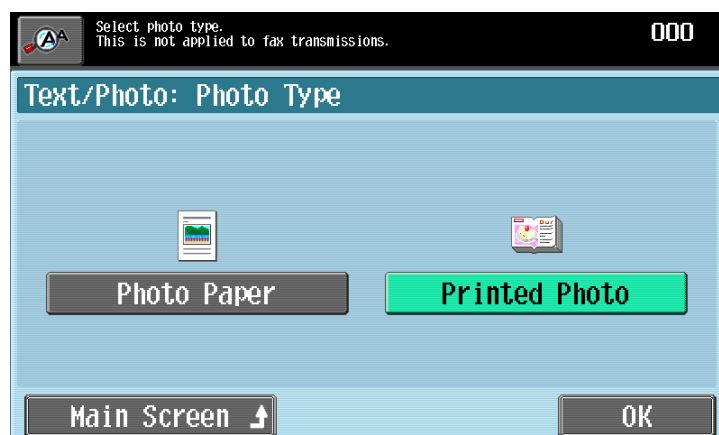 Select photo type.
This is not applied to fax transmissions.
000
Text/Photo: Photo Type
Photo Paper
Printed Photo
Main Screen
OK